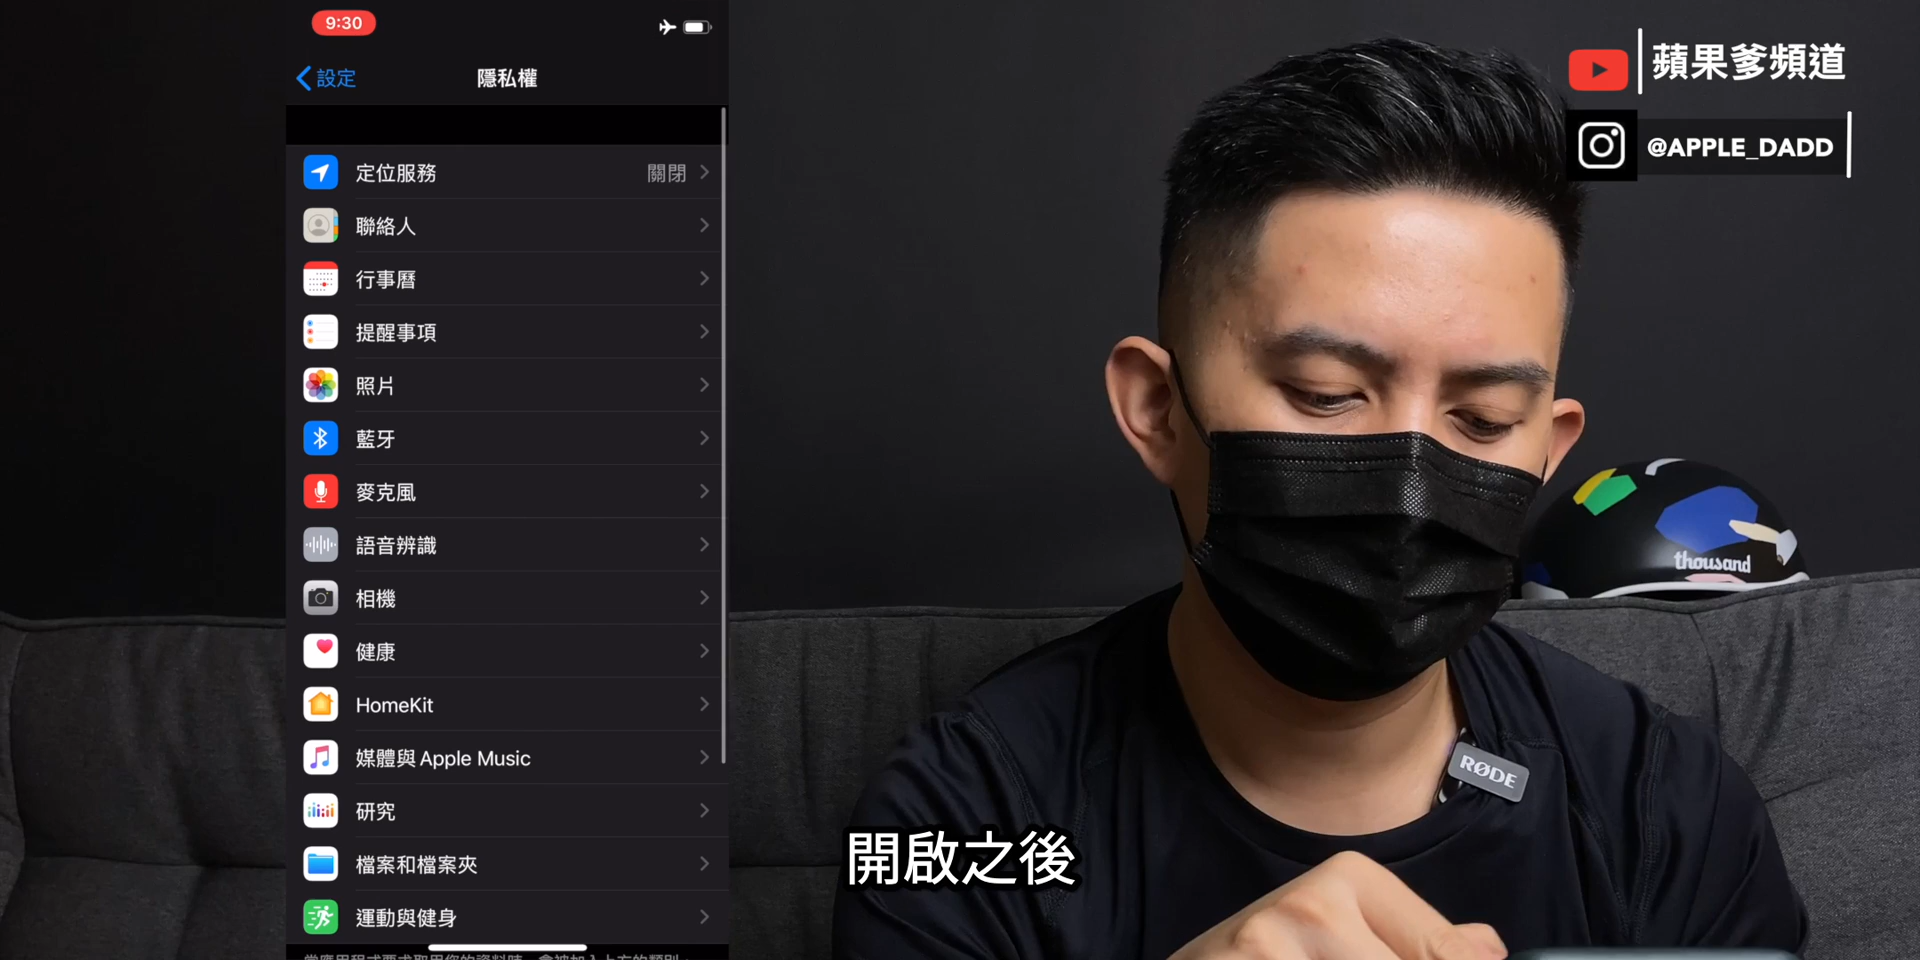 9:30
設定
隱私權
定位服務 關閉
聯絡人
行事曆
提醒事項
照片
藍牙
麥克風
語音辨識
相機
健康
HomeKit
媒體與 Apple Music
研究
檔案和檔案夾
運動與健身
蘋果爹頻道
@APPLE_DADD
thousand
RØDE
開啟之後